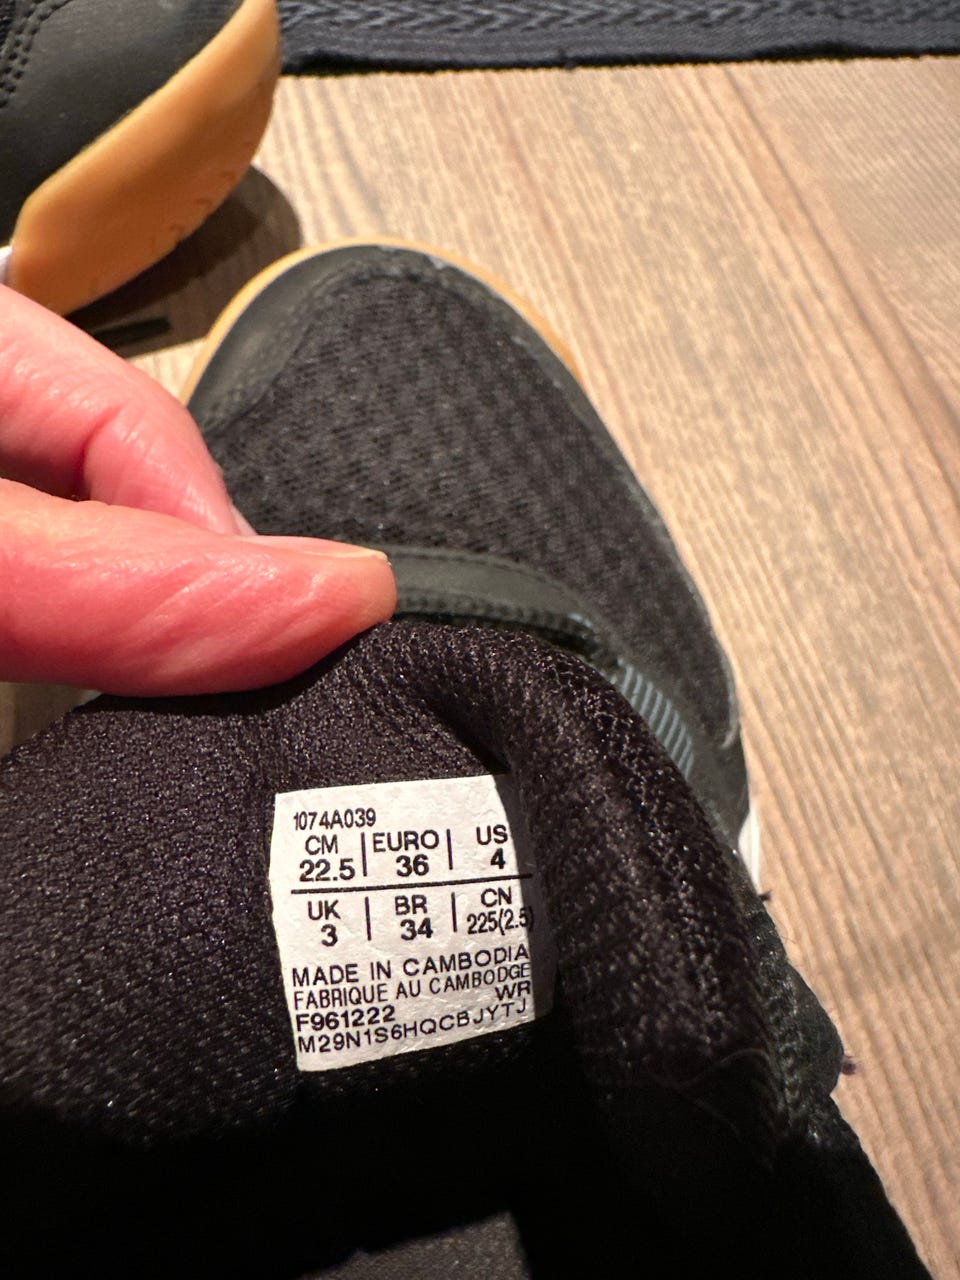 1074A039
CM | EURO | US
22.5 | 36 | 4
UK | BR | CN
3 | 34 | 225(2.5)
MADE IN CAMBODIA
FABRIQUE AU CAMBODGE
WR
F961222
M29N1S6HQCBJYTJ